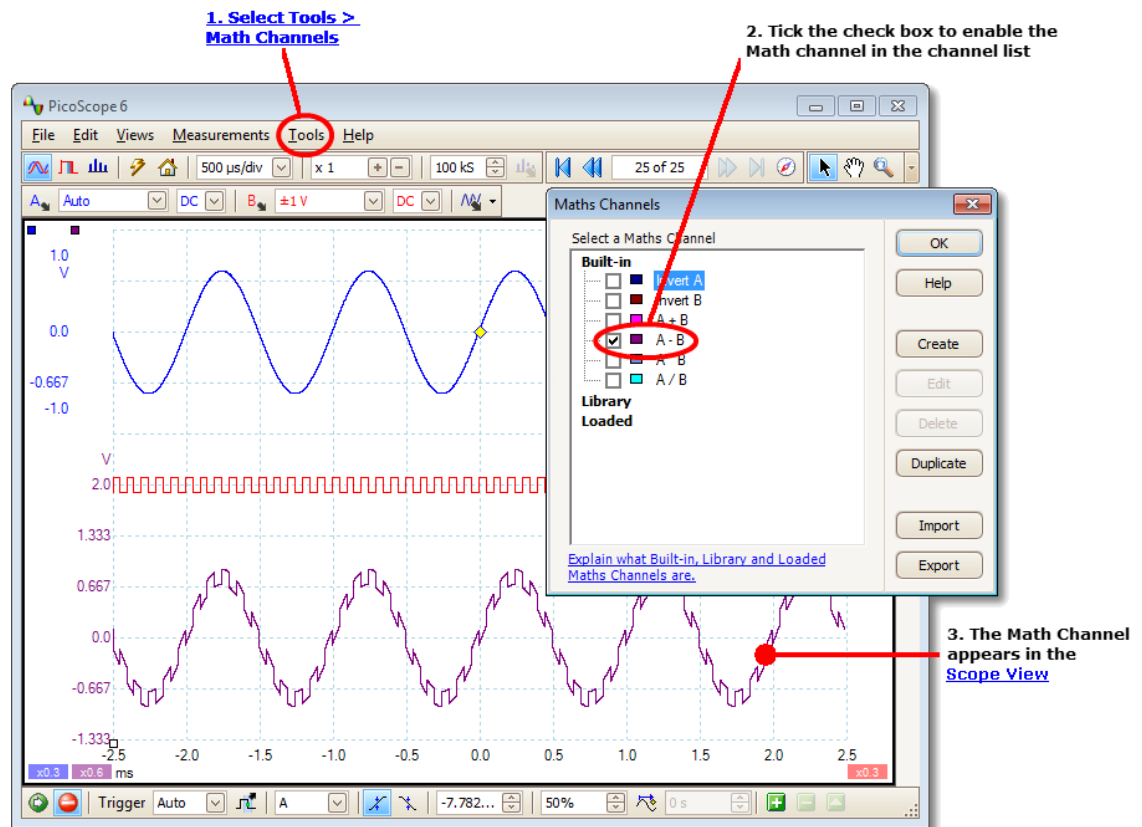 1. Select Tools >
Math Channels
2. Tick the check box to enable the
Math channel in the channel list
PicoScope 6
File Edit Views Measurements Tools Help
500 µs/div x 1 100 kS 25 of 25
A Auto DC B ±1 V DC
Maths Channels
Select a Maths Channel
Built-in
Invert A
Invert B
A + B
A - B
A / B
Library
Loaded
OK
Help
Create
Edit
Delete
Duplicate
Import
Export
Explain what Built-in, Library and Loaded
Maths Channels are.
1.0
V
0.0
-0.667
-1.0
V
2.0
1.333
0.667
0.0
-0.667
-1.333
-2.5 -2.0 -1.5 -1.0 -0.5 0.0 0.5 1.0 1.5 2.0 2.5
x0.3 x0.6 ms x0.3
3. The Math Channel
appears in the
Scope View
Trigger Auto A -7.782... 50% 0 s